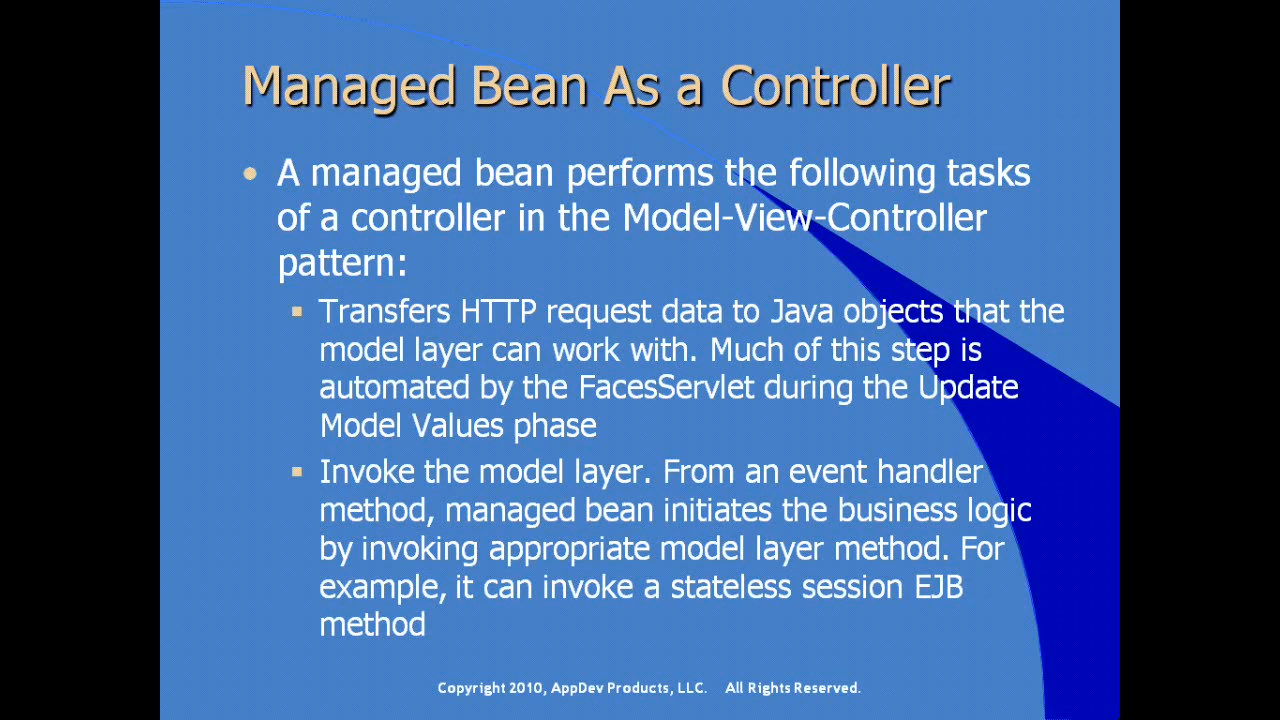 Managed Bean As a Controller
• A managed bean performs the following tasks
of a controller in the Model-View-Controller
pattern:
▪ Transfers HTTP request data to Java objects that the
model layer can work with. Much of this step is
automated by the FacesServlet during the Update
Model Values phase
▪ Invoke the model layer. From an event handler
method, managed bean initiates the business logic
by invoking appropriate model layer method. For
example, it can invoke a stateless session EJB
method
Copyright 2010, AppDev Products, LLC. All Rights Reserved.